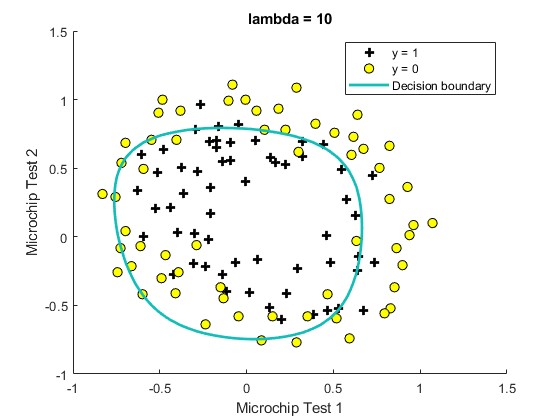 lambda = 10
y = 1
y = 0
Decision boundary
1.5
1
0.5
0
-0.5
-1
Microchip Test 2
-1 -0.5 0 0.5 1 1.5
Microchip Test 1